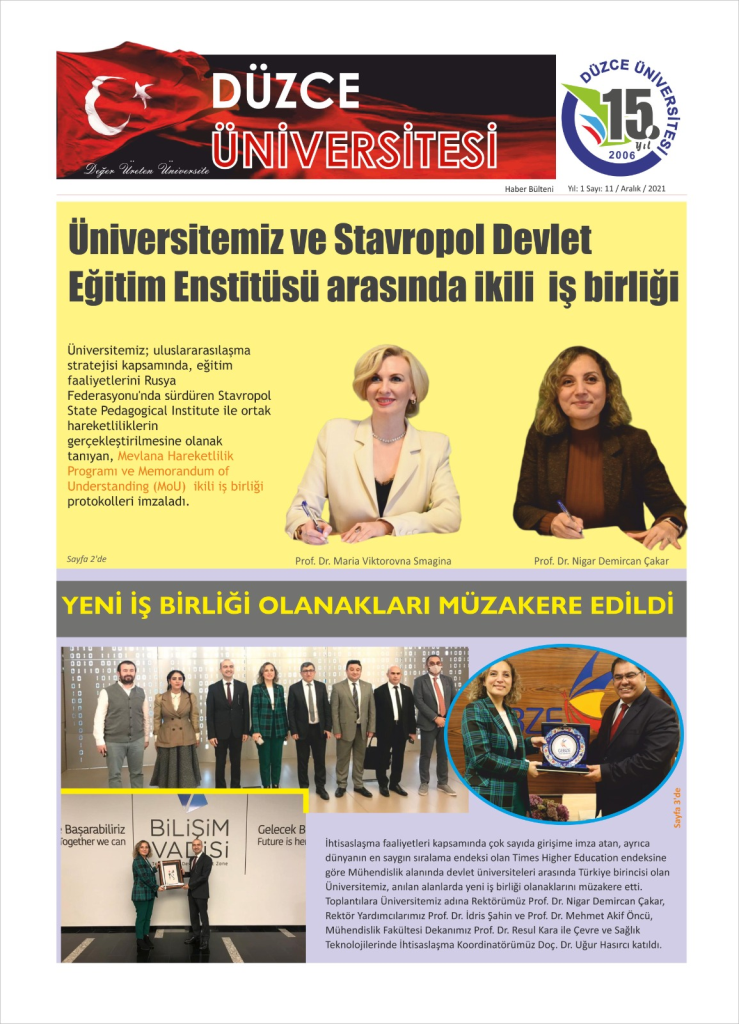 DÜZCE
ÜNİVERSİTESİ
Değer Üreten Üniversite
DÜZCE ÜNİVERSİTESİ
15.
Yıl
2006
Haber Bülteni
Yıl: 1 Sayı: 11 / Aralık / 2021
Üniversitemiz ve Stavropol Devlet
Eğitim Enstitüsü arasında ikili iş birliği
Üniversitemiz; uluslararasılaşma
stratejisi kapsamında, eğitim
faaliyetlerini Rusya
Federasyonu'nda sürdüren Stavropol
State Pedagogical Institute ile ortak
hareketliliklerin
gerçekleştirilmesine olanak
tanıyan, Mevlana Hareketlilik
Programı ve Memorandum of
Understanding (MoU) ikili iş birliği
protokolleri imzaladı.
Sayfa 2'de
Prof. Dr. Maria Viktorovna Smagina
Prof. Dr. Nigar Demircan Çakar
YENİ İŞ BİRLİĞİ OLANAKLARI MÜZAKERE EDİLDİ
BZE
Sayfa 3'de
e Başarabiliriz
Together we can
BİLİŞİM
VADİSİ
Zone
Gelecek B
Future is her
İhtisaslaşma faaliyetleri kapsamında çok sayıda girişime imza atan, ayrıca
dünyanın en saygın sıralama endeksi olan Times Higher Education endeksine
göre Mühendislik alanında devlet üniversiteleri arasında Türkiye birincisi olan
Üniversitemiz, anılan alanlarda yeni iş birliği olanaklarını müzakere etti.
Toplantılara Üniversitemiz adına Rektörümüz Prof. Dr. Nigar Demircan Çakar,
Rektör Yardımcılarımız Prof. Dr. İdris Şahin ve Prof. Dr. Mehmet Akif Öncü,
Mühendislik Fakültesi Dekanımız Prof. Dr. Resul Kara ile Çevre ve Sağlık
Teknolojilerinde İhtisaslaşma Koordinatörümüz Doç. Dr. Uğur Hasırcı katıldı.